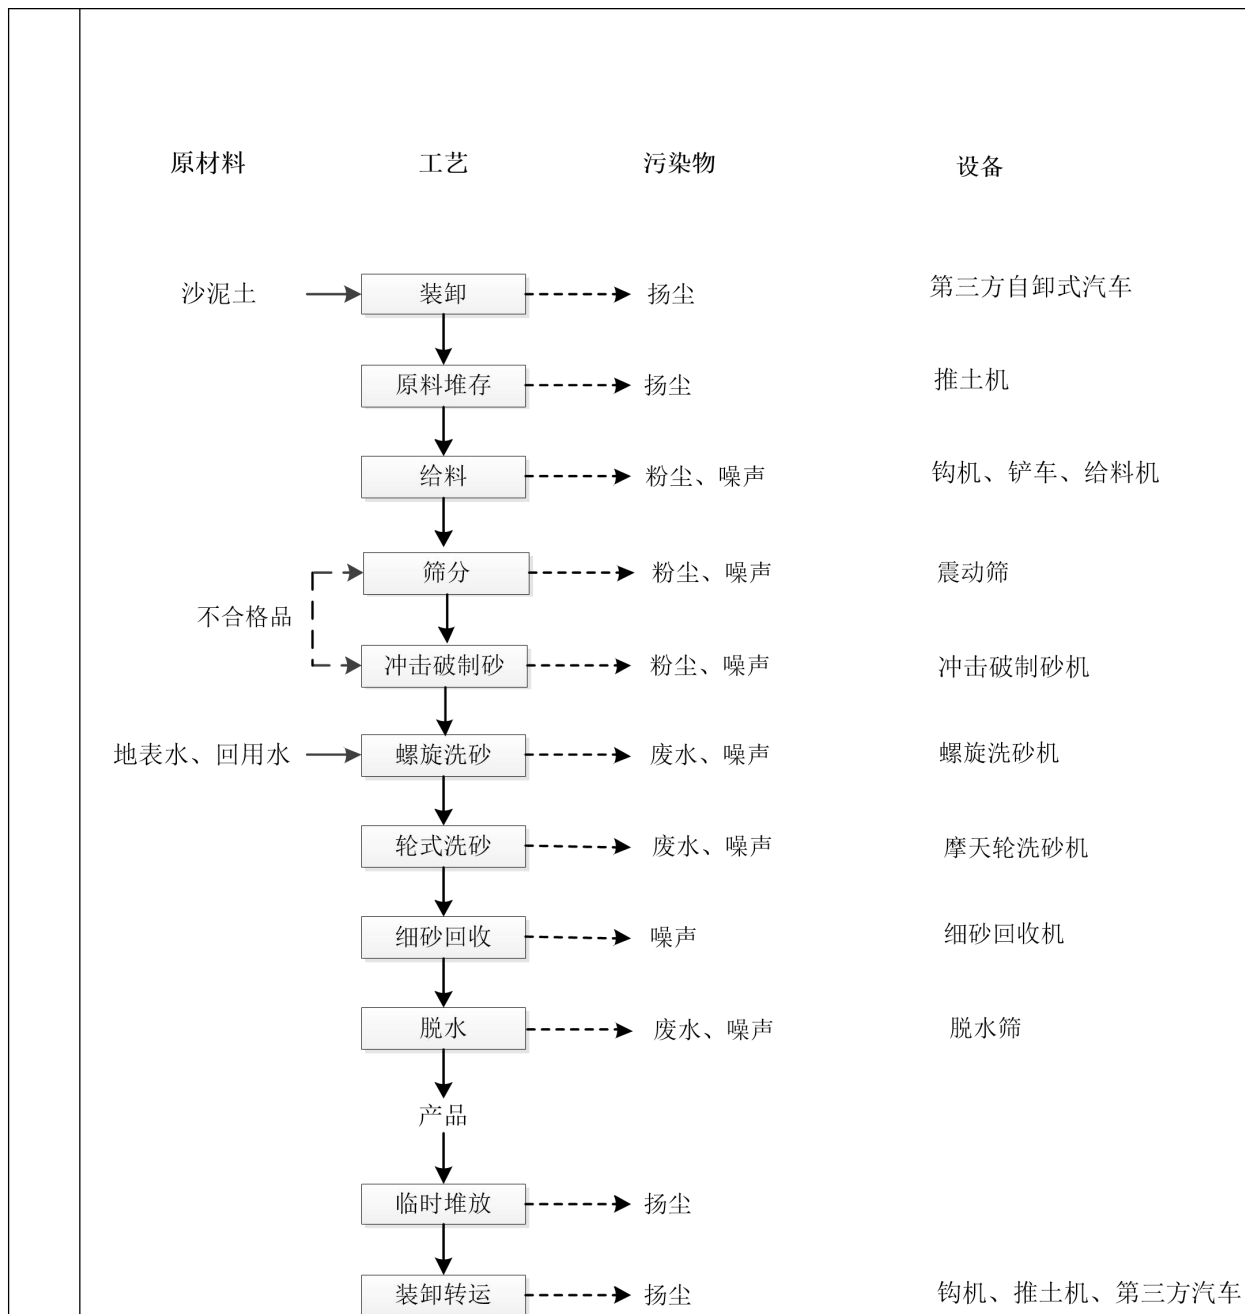 原材料 工艺 污染物 设备
沙泥土 装卸 扬尘 第三方自卸式汽车
原料堆存 扬尘 推土机
给料 粉尘、噪声 钩机、铲车、给料机
筛分 粉尘、噪声 震动筛
不合格品
冲击破制砂 粉尘、噪声 冲击破制砂机
地表水、回用水 螺旋洗砂 废水、噪声 螺旋洗砂机
轮式洗砂 废水、噪声 摩天轮洗砂机
细砂回收 噪声 细砂回收机
脱水 废水、噪声 脱水筛
产品
临时堆放 扬尘
装卸转运 扬尘 钩机、推土机、第三方汽车